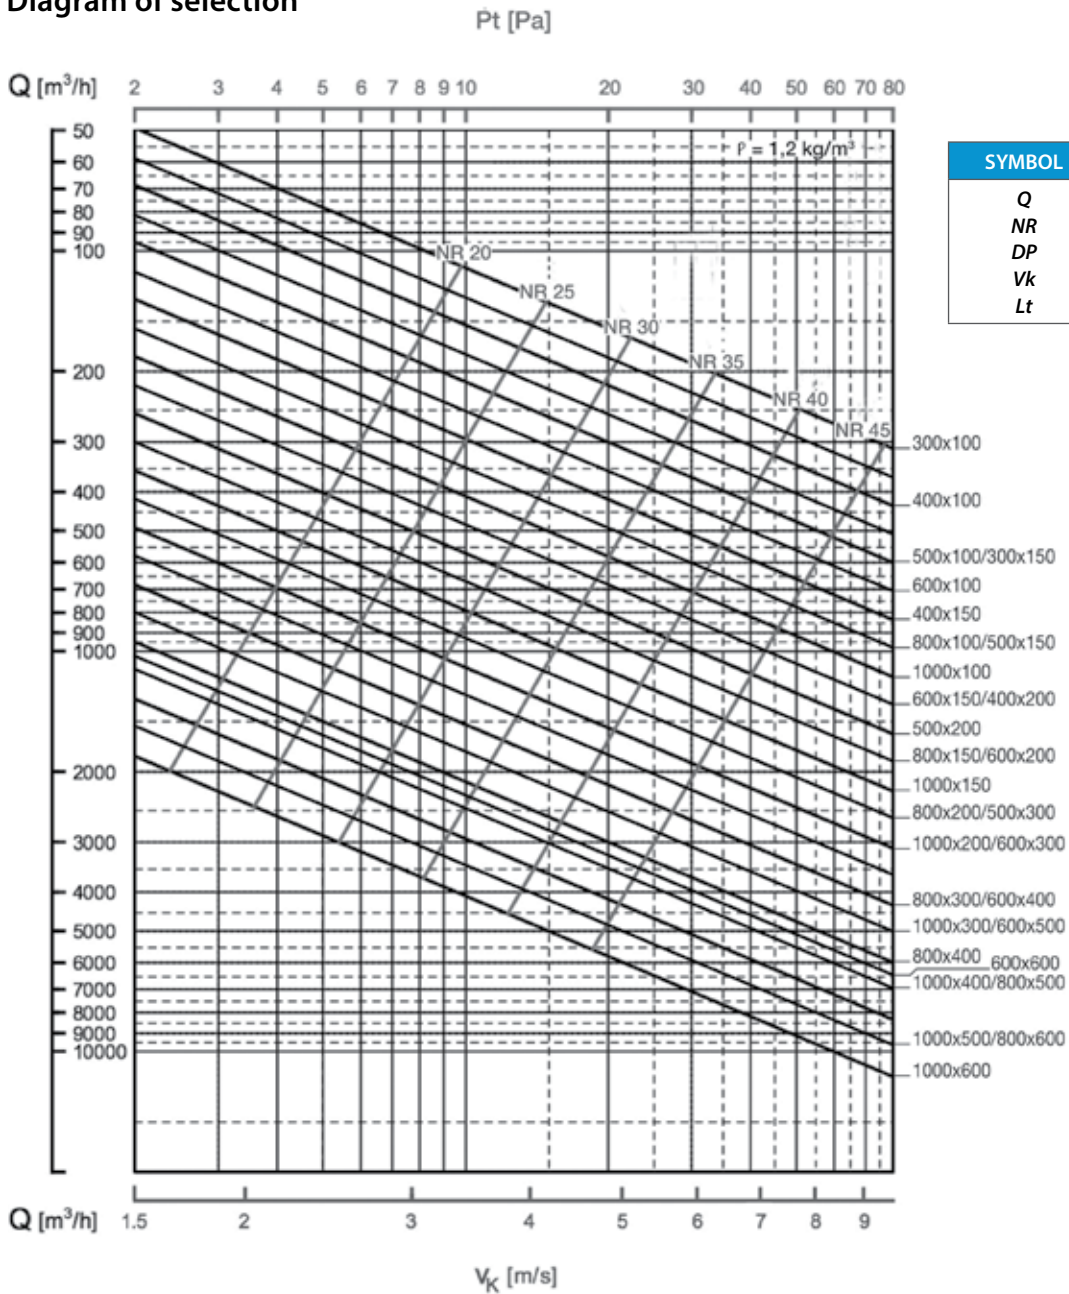 Diagram of selection
Pt [Pa]
Q [m³/h] 2 3 4 5 6 7 8 9 10 20 30 40 50 60 70 80
50
ρ = 1,2 kg/m³
60
70
80
90
100
NR 20
NR 25
NR 30
NR 35
200
NR 40
NR 45
300
300x100
400
400x100
500
500x100/300x150
600
600x100
700
400x150
800
900
800x100/500x150
1000
1000x100
600x150/400x200
500x200
800x150/600x200
2000
1000x150
800x200/500x300
3000
1000x200/600x300
4000
800x300/600x400
5000
1000x300/600x500
6000
800x400
600x600
7000
1000x400/800x500
8000
9000
1000x500/800x600
10000
1000x600
Q [m³/h] 1.5 2 3 4 5 6 7 8 9
VK [m/s]
SYMBOL
Q
NR
DP
Vk
Lt